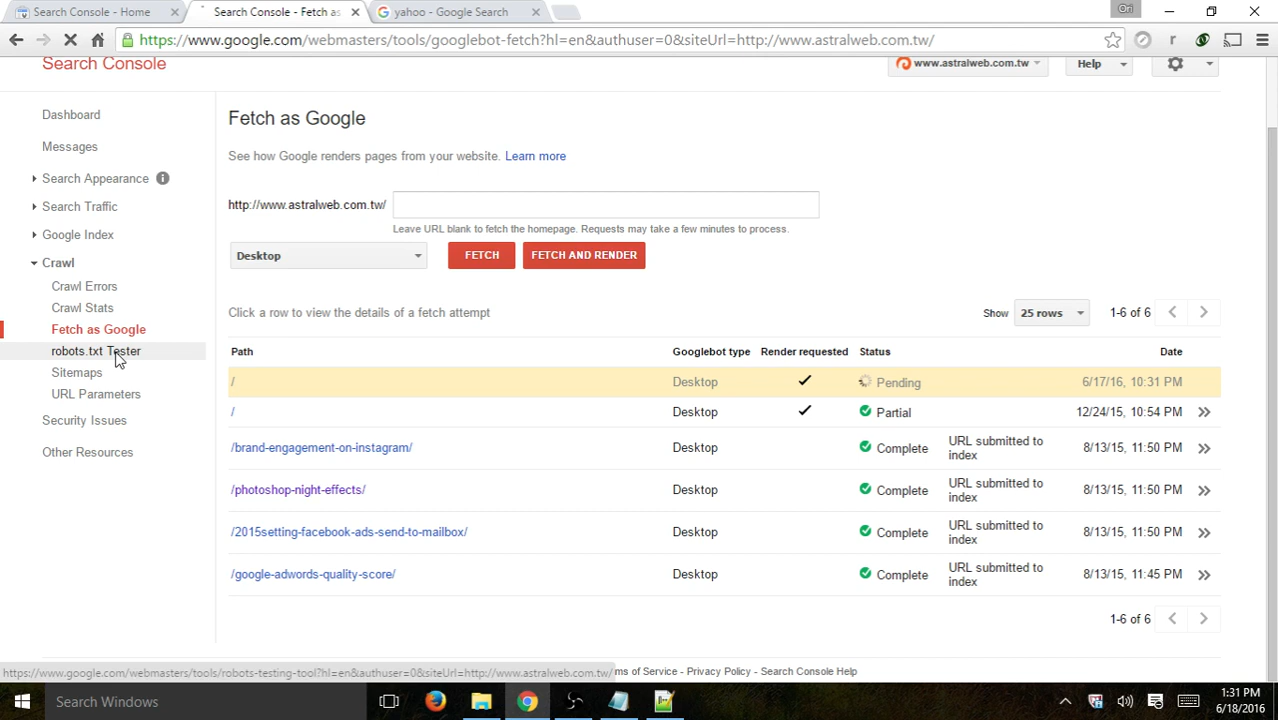 Search Console - Home
Search Console - Fetch as
yahoo - Google Search
Ori
https://www.google.com/webmasters/tools/googlebot-fetch?hl=en&authuser=0&siteUrl=http://www.astralweb.com.tw/
Search Console
www.astralweb.com.tw
Help
Dashboard
Messages
Search Appearance
Search Traffic
Google Index
Crawl
Crawl Errors
Crawl Stats
Fetch as Google
robots.txt Tester
Sitemaps
URL Parameters
Security Issues
Other Resources
Fetch as Google
See how Google renders pages from your website. Learn more
http://www.astralweb.com.tw/
Leave URL blank to fetch the homepage. Requests may take a few minutes to process.
Desktop
FETCH
FETCH AND RENDER
Click a row to view the details of a fetch attempt
Show 25 rows 1-6 of 6
Path Googlebot type Render requested Status Date
/ Desktop Pending 6/17/16, 10:31 PM
/ Desktop Partial 12/24/15, 10:54 PM
/brand-engagement-on-instagram/ Desktop Complete URL submitted to index 8/13/15, 11:50 PM
/photoshop-night-effects/ Desktop Complete URL submitted to index 8/13/15, 11:50 PM
/2015setting-facebook-ads-send-to-mailbox/ Desktop Complete URL submitted to index 8/13/15, 11:50 PM
/google-adwords-quality-score/ Desktop Complete URL submitted to index 8/13/15, 11:45 PM
1-6 of 6
https://www.google.com/webmasters/tools/robots-testing-tool?hl=en&authuser=0&siteUrl=http://www.astralweb.com.tw/
ms of Service - Privacy Policy - Search Console Help
Search Windows
1:31 PM
6/18/2016